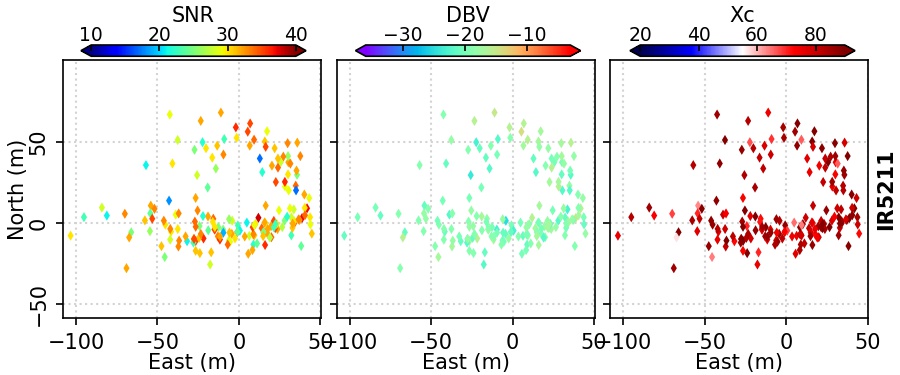 SNR DBV Xc
10 20 30 40 −30 −20 −10 20 40 60 80
50
0
−50
North (m)
IR5211
−100 −50 0 50 −100 −50 0 50 −100 −50 0 50
East (m) East (m) East (m)